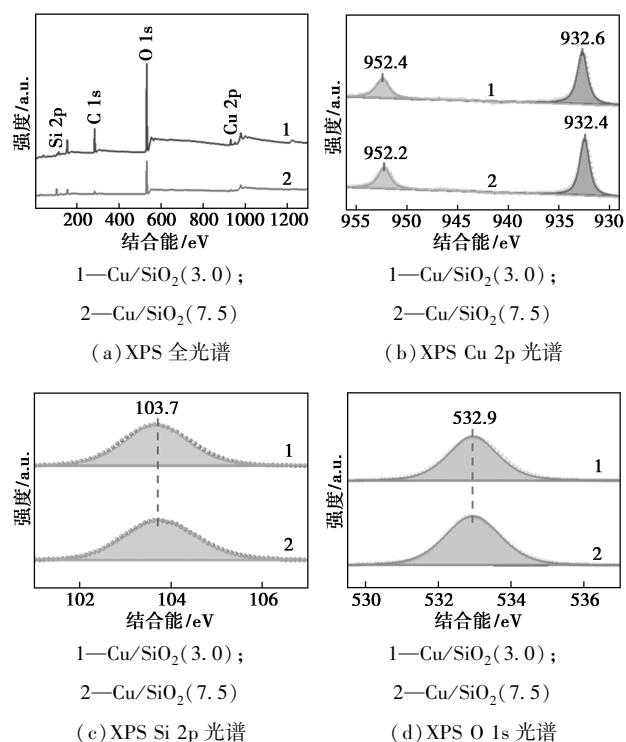 强度/a.u.
Si 2p
C 1s
O 1s
Cu 2p
1
2
200 400 600 800 1000 1200
结合能/eV
1—Cu/SiO₂(3.0);
2—Cu/SiO₂(7.5)
(a)XPS 全光谱
强度/a.u.
952.4
932.6
1
952.2
932.4
2
955 950 945 940 935 930
结合能/eV
1—Cu/SiO₂(3.0);
2—Cu/SiO₂(7.5)
(b)XPS Cu 2p 光谱
强度/a.u.
103.7
1
2
102 104 106
结合能/eV
1—Cu/SiO₂(3.0);
2—Cu/SiO₂(7.5)
(c)XPS Si 2p 光谱
强度/a.u.
532.9
1
2
530 532 534 536
结合能/eV
1—Cu/SiO₂(3.0);
2—Cu/SiO₂(7.5)
(d)XPS O 1s 光谱